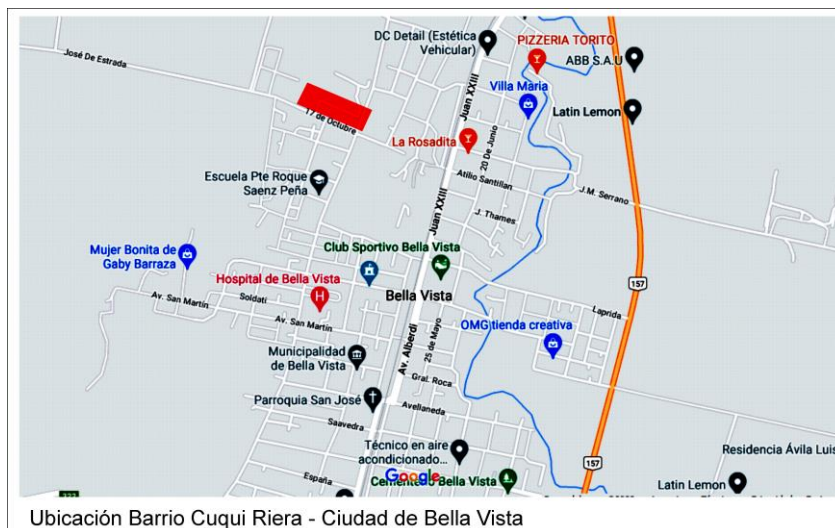 DC Detail (Estética
Vehicular)
PIZZERIA TORITO
ABB S.A.U
José De Estrada
Juan XXIII
Villa Maria
Latin Lemon
17 de Octubre
La Rosadita
20 De Junio
Escuela Pte Roque
Saenz Peña
Atilio Santillan
J.M. Serrano
J. Thames
Juan XXIII
Mujer Bonita de
Gaby Barraza
Club Sportivo Bella Vista
Hospital de Bella Vista
Soldati
Bella Vista
157
Av. San Martín
Laprida
Av. San Martín
OMG tienda creativa
Av. Alberdi
25 de Mayo
Municipalidad
de Bella Vista
Gral. Roca
Parroquia San José
Avellaneda
Saavedra
Técnico en aire
acondicionado...
Residencia Ávila Luis
157
España
Google
Cementerio Bella Vista
Latin Lemon
Ubicación Barrio Cuqui Riera - Ciudad de Bella Vista